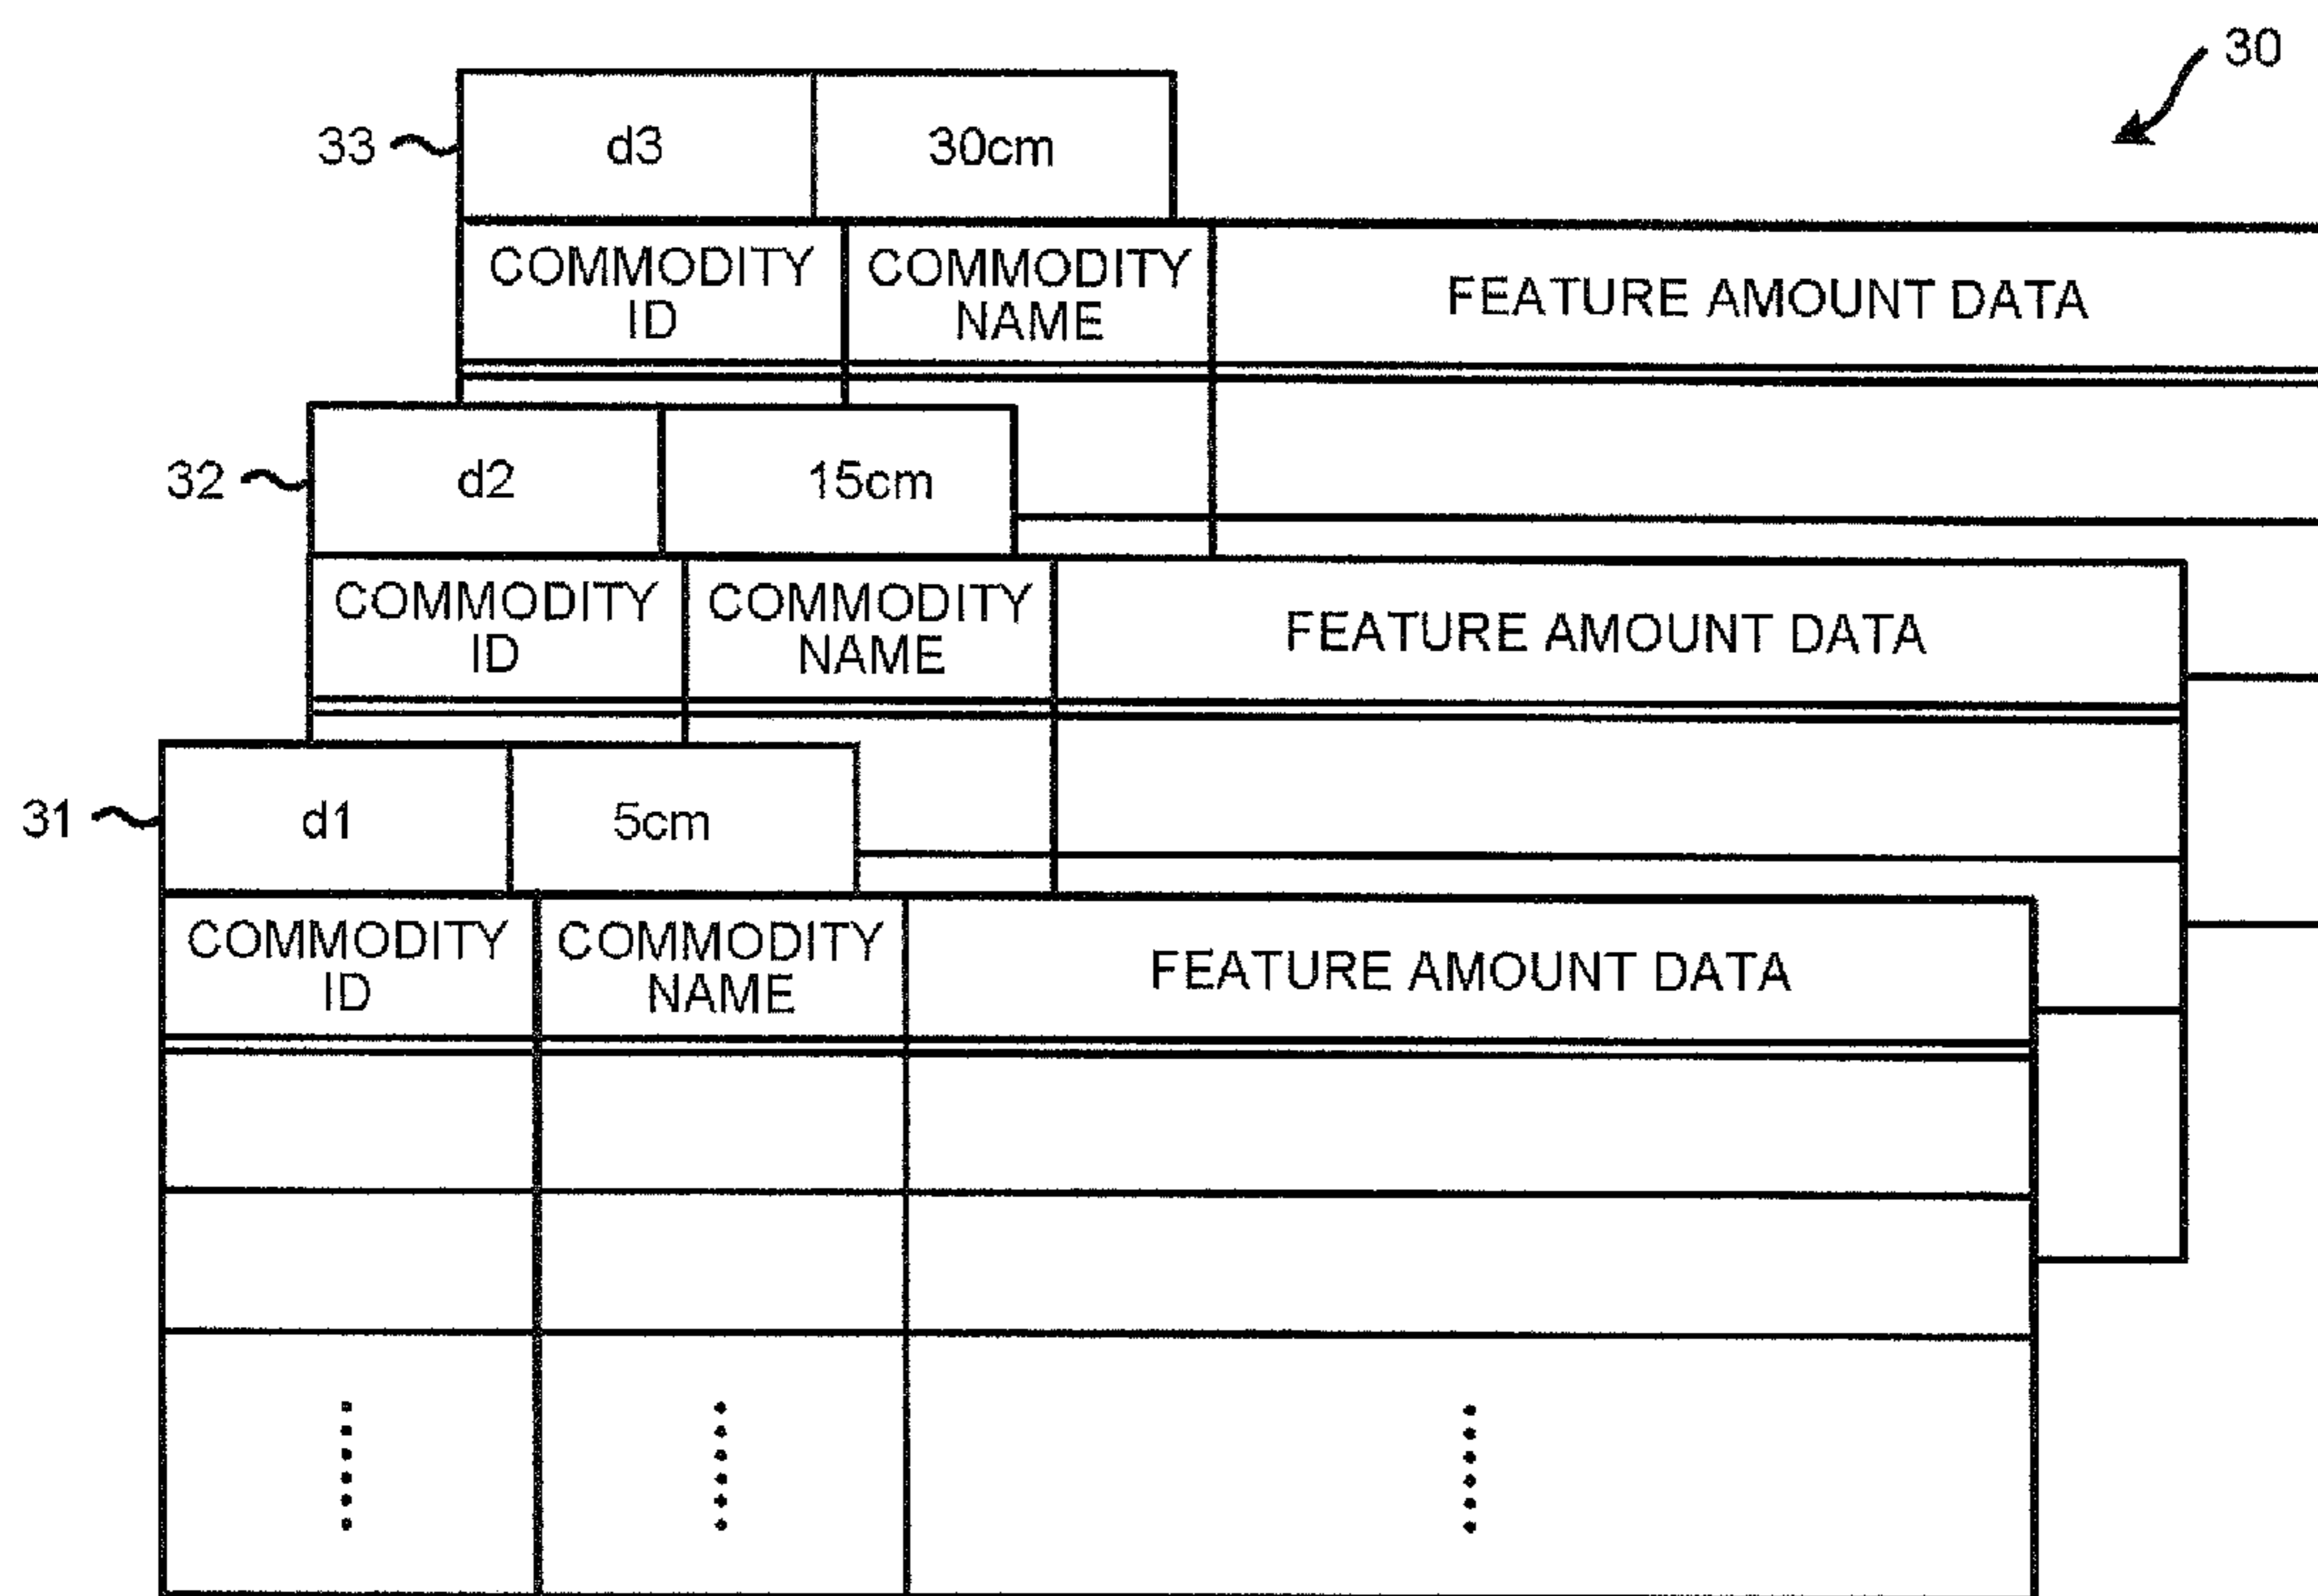 30
33 d3 30cm
COMMODITY ID COMMODITY NAME FEATURE AMOUNT DATA
32 d2 15cm
COMMODITY ID COMMODITY NAME FEATURE AMOUNT DATA
31 d1 5cm
COMMODITY ID COMMODITY NAME FEATURE AMOUNT DATA